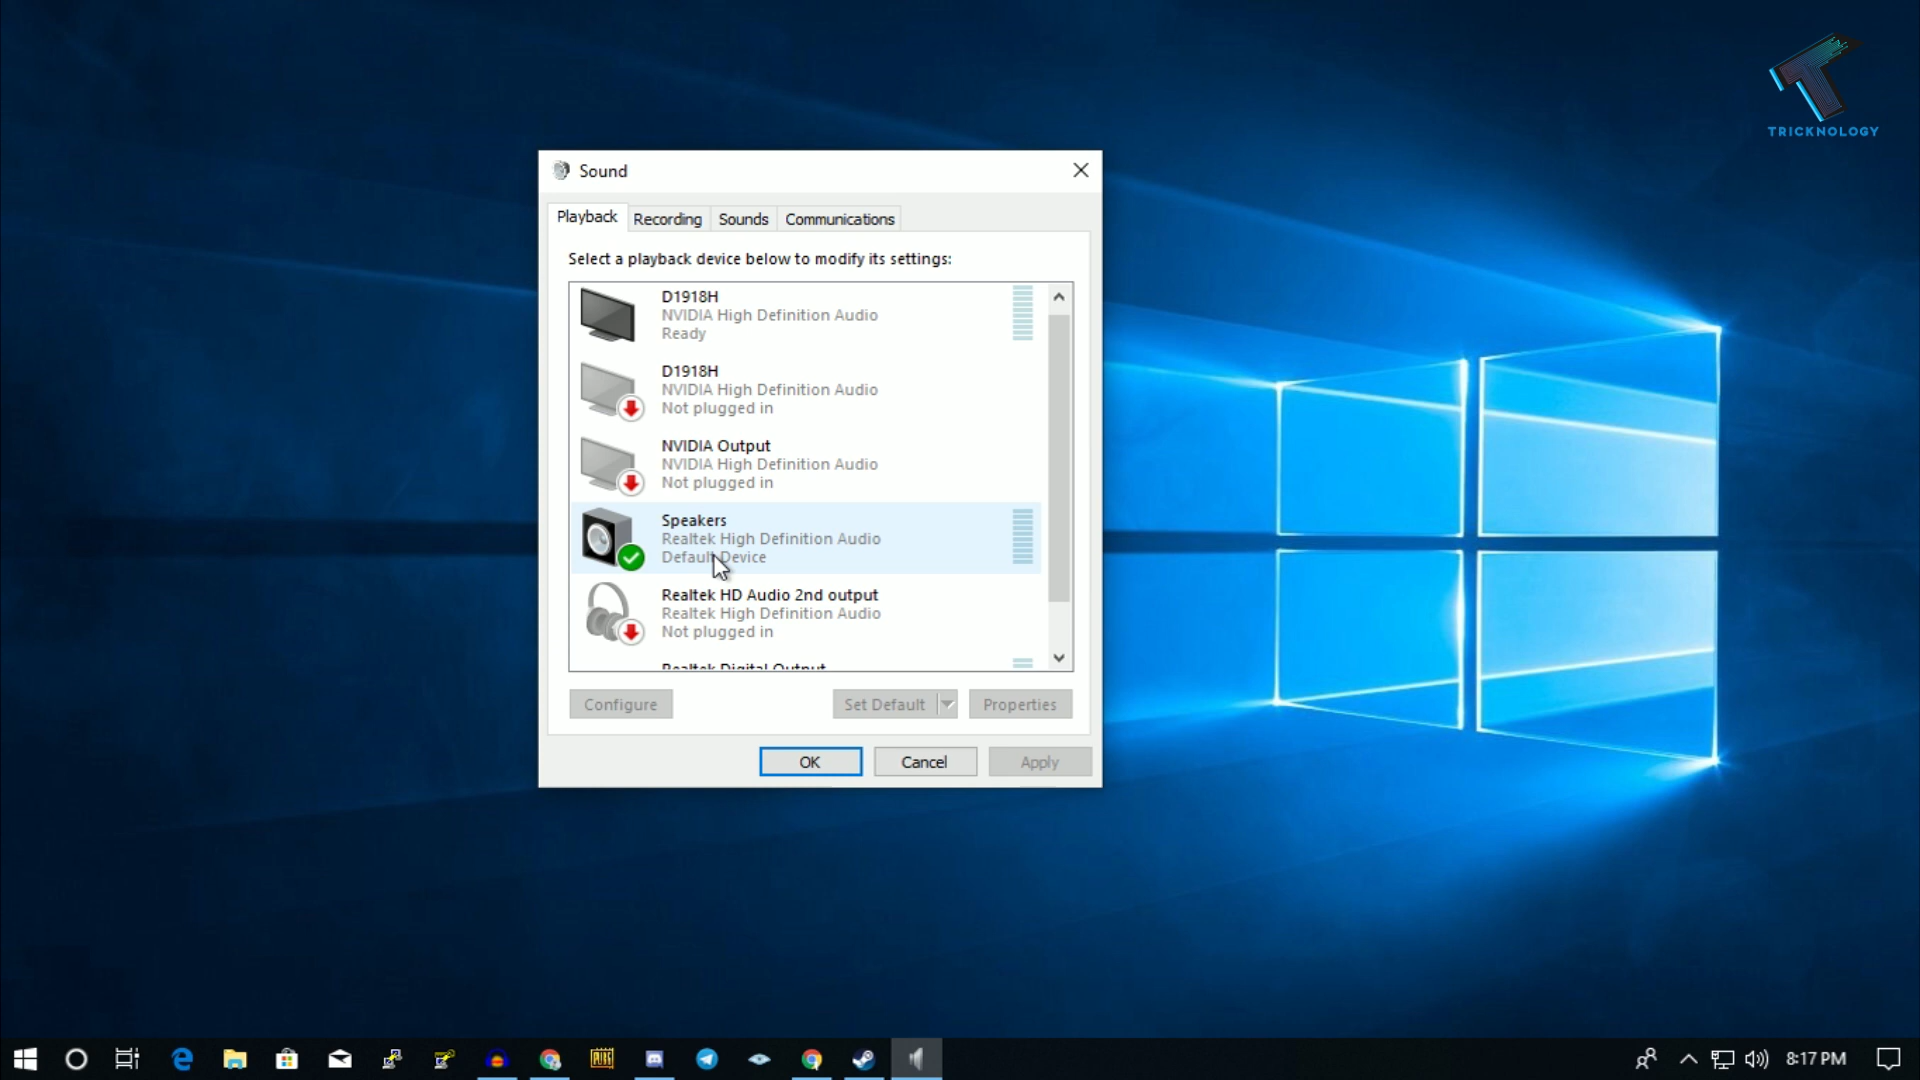 TRICKNOLOGY
Sound
Playback
Recording
Sounds
Communications
Select a playback device below to modify its settings:
D1918H
NVIDIA High Definition Audio
Ready
D1918H
NVIDIA High Definition Audio
Not plugged in
NVIDIA Output
NVIDIA High Definition Audio
Not plugged in
Speakers
Realtek High Definition Audio
Default Device
Realtek HD Audio 2nd output
Realtek High Definition Audio
Not plugged in
Realtek Digital Output
Configure
Set Default
Properties
OK
Cancel
Apply
PUBG
8:17 PM